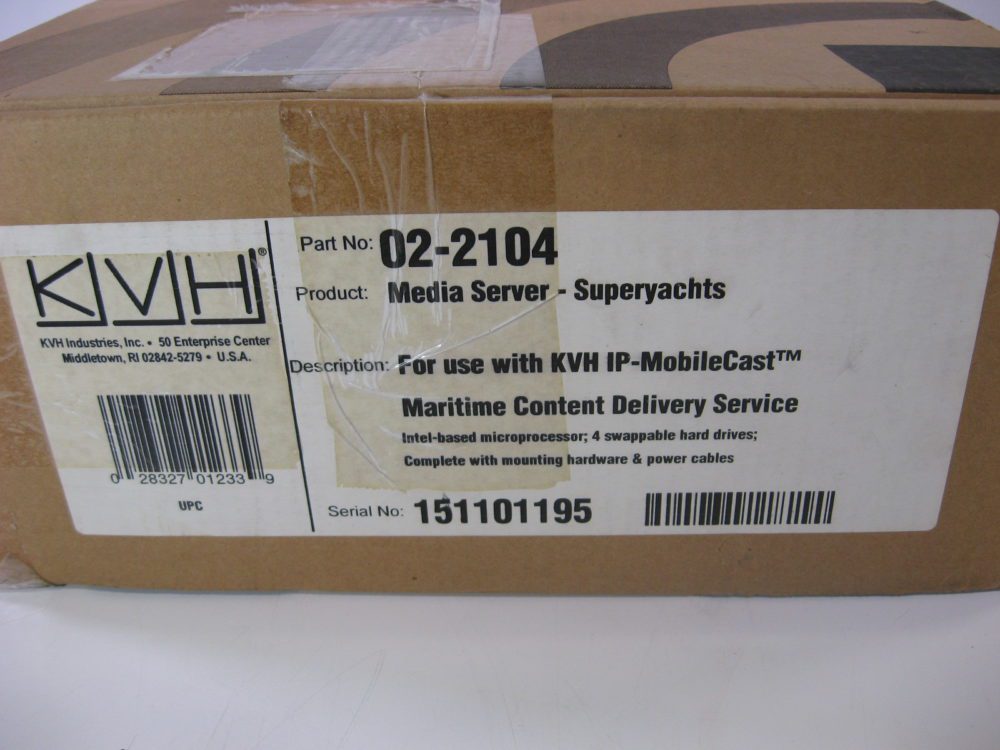 KVH®
KVH Industries, Inc. • 50 Enterprise Center
Middletown, RI 02842-5279 • U.S.A.
0 28327 01233 9
UPC
Part No: 02-2104
Product: Media Server - Superyachts
Description: For use with KVH IP-MobileCast™
Maritime Content Delivery Service
Intel-based microprocessor; 4 swappable hard drives;
Complete with mounting hardware & power cables
Serial No: 151101195